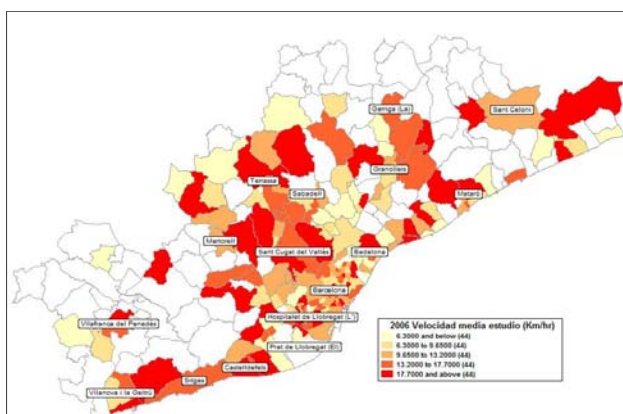 Garriga (La)
Sant Celoni
Granollers
Terrassa
Sabadell
Mataró
Martorell
Sant Cugat del Vallès
Badalona
Barcelona
Hospitalet de Llobregat (L')
Vilafranca del Penedès
Prat de Llobregat (El)
Castelldefels
Sitges
Vilanova i la Geltrú
2006 Velocidad media estudio (Km/hr)
6.3000 and below (44)
6.3000 to 9.6500 (44)
9.6500 to 13.2000 (44)
13.2000 to 17.7000 (44)
17.7000 and above (44)